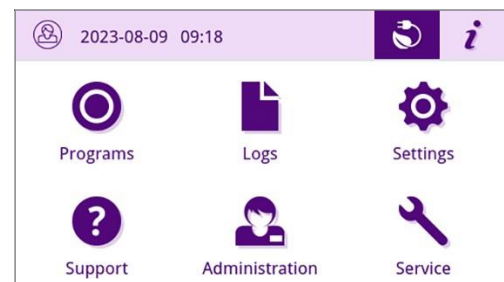 2023-08-09 09:18 i
Programs Logs Settings
?
Support Administration Service